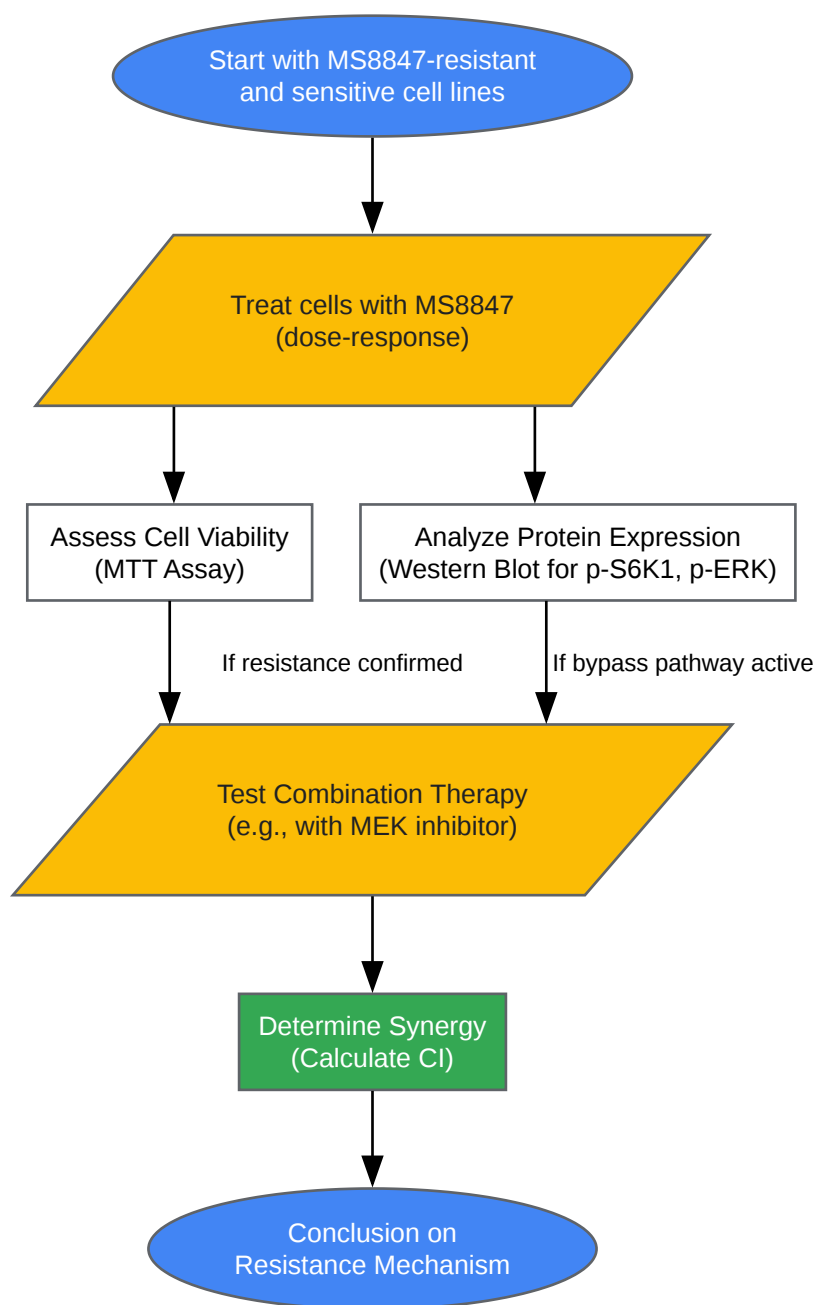 Start with MS8847-resistant
and sensitive cell lines
Treat cells with MS8847
(dose-response)
Assess Cell Viability
(MTT Assay)
Analyze Protein Expression
(Western Blot for p-S6K1, p-ERK)
If resistance confirmed
If bypass pathway active
Test Combination Therapy
(e.g., with MEK inhibitor)
Determine Synergy
(Calculate CI)
Conclusion on
Resistance Mechanism